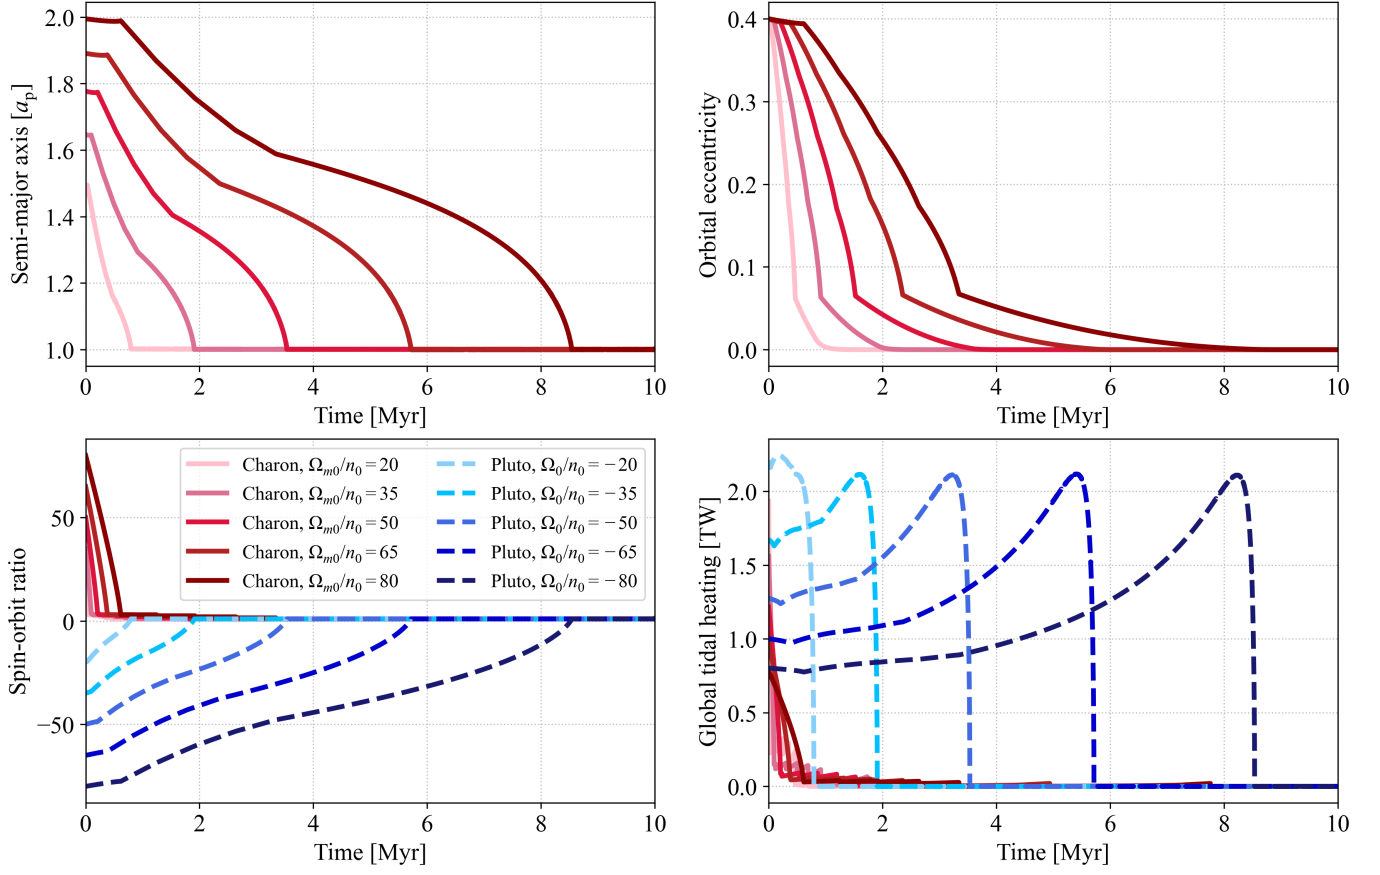 Semi-major axis [aₚ]
2.0
1.8
1.6
1.4
1.2
1.0
0 2 4 6 8 10
Time [Myr]
Orbital eccentricity
0.4
0.3
0.2
0.1
0.0
0 2 4 6 8 10
Time [Myr]
Spin-orbit ratio
50
0
−50
Charon, Ωₘ₀/n₀ = 20 Pluto, Ω₀/n₀ = −20
Charon, Ωₘ₀/n₀ = 35 Pluto, Ω₀/n₀ = −35
Charon, Ωₘ₀/n₀ = 50 Pluto, Ω₀/n₀ = −50
Charon, Ωₘ₀/n₀ = 65 Pluto, Ω₀/n₀ = −65
Charon, Ωₘ₀/n₀ = 80 Pluto, Ω₀/n₀ = −80
0 2 4 6 8 10
Time [Myr]
Global tidal heating [TW]
2.0
1.5
1.0
0.5
0.0
0 2 4 6 8 10
Time [Myr]